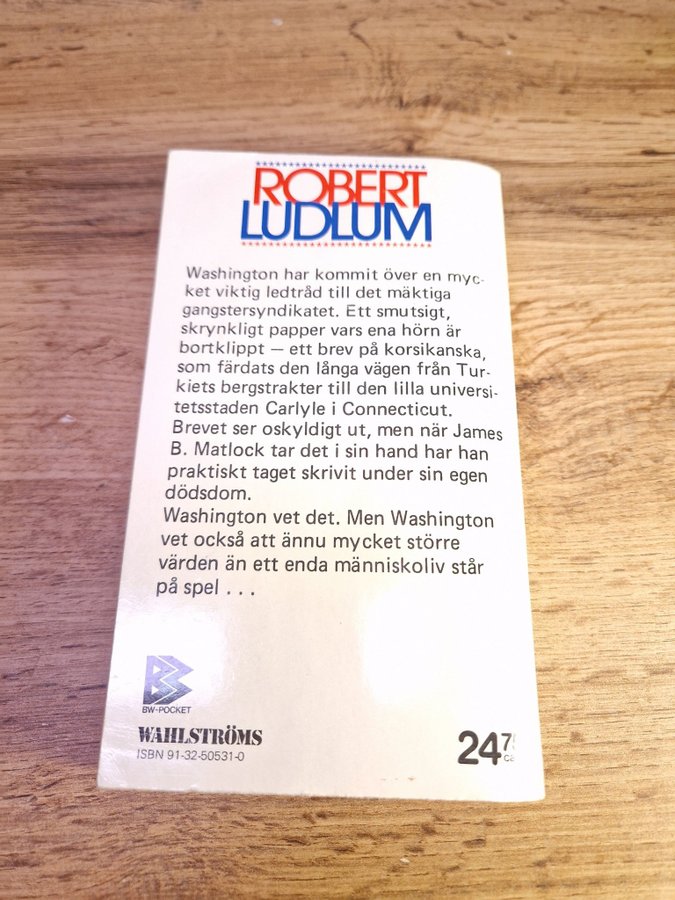 ROBERT
LUDLUM
Washington har kommit över en myc-
ket viktig ledtråd till det mäktiga
gangstersyndikatet. Ett smutsigt,
skrynkligt papper vars ena hörn är
bortklippt — ett brev på korsikanska,
som färdats den långa vägen från Tur-
kiets bergstrakter till den lilla universi-
tetsstaden Carlyle i Connecticut.
Brevet ser oskyldigt ut, men när James
B. Matlock tar det i sin hand har han
praktiskt taget skrivit under sin egen
dödsdom.
Washington vet det. Men Washington
vet också att ännu mycket större
värden än ett enda människoliv står
på spel . . .
BW-POCKET
WAHLSTRÖMS
ISBN 91-32-50531-0
24